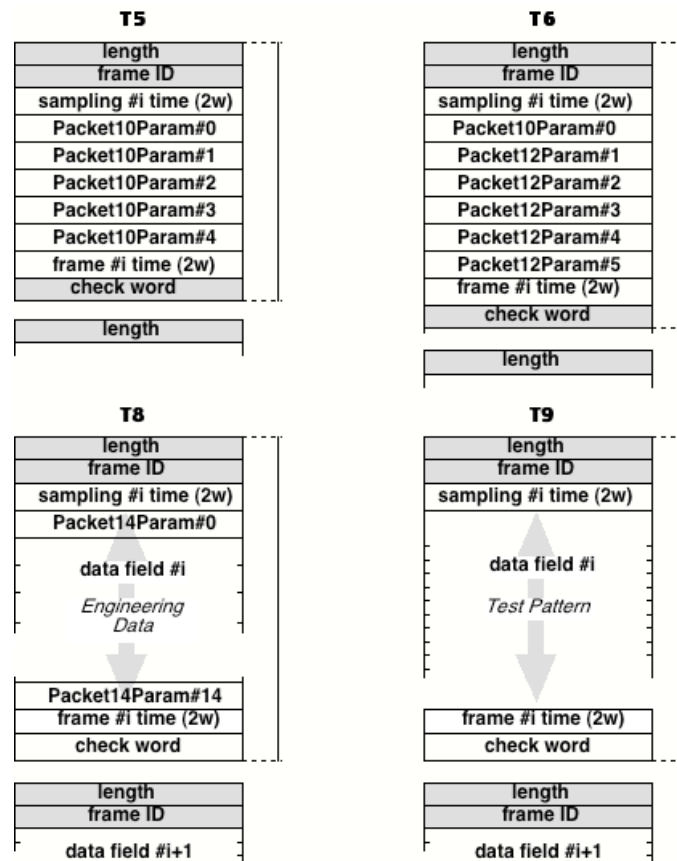 T5
length
frame ID
sampling #i time (2w)
Packet10Param#0
Packet10Param#1
Packet10Param#2
Packet10Param#3
Packet10Param#4
frame #i time (2w)
check word
length
T6
length
frame ID
sampling #i time (2w)
Packet10Param#0
Packet12Param#1
Packet12Param#2
Packet12Param#3
Packet12Param#4
Packet12Param#5
frame #i time (2w)
check word
length
T8
length
frame ID
sampling #i time (2w)
Packet14Param#0
data field #i
Engineering
Data
Packet14Param#14
frame #i time (2w)
check word
length
frame ID
data field #i+1
T9
length
frame ID
sampling #i time (2w)
data field #i
Test Pattern
frame #i time (2w)
check word
length
frame ID
data field #i+1